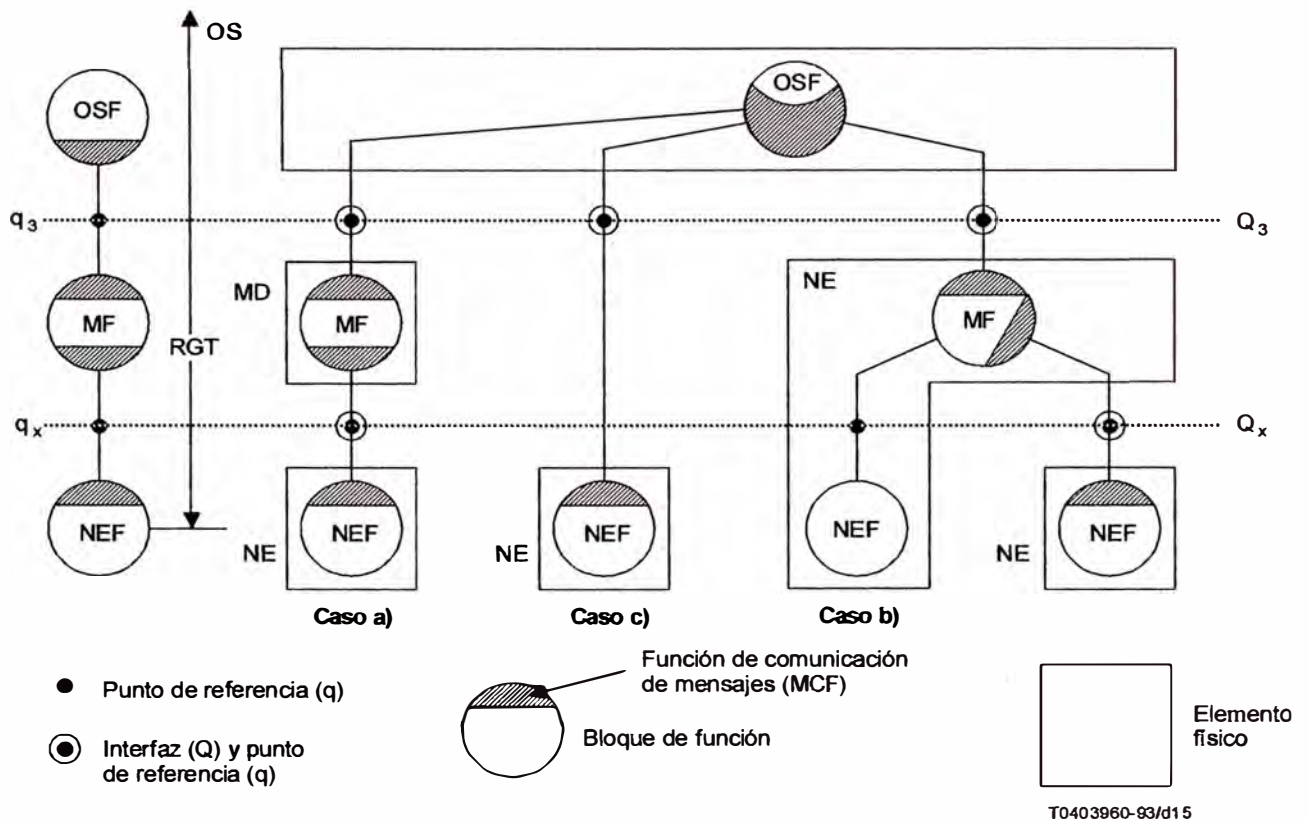 OS
OSF
OSF
q3
Q3
MD
NE
MF
MF
MF
RGT
qx
Qx
NEF
NE
NEF
NE
NEF
NEF
NE
NEF
Caso a)
Caso c)
Caso b)
Punto de referencia (q)
Función de comunicación
de mensajes (MCF)
Bloque de función
Elemento
físico
Interfaz (Q) y punto
de referencia (q)
T0403960-93/d15